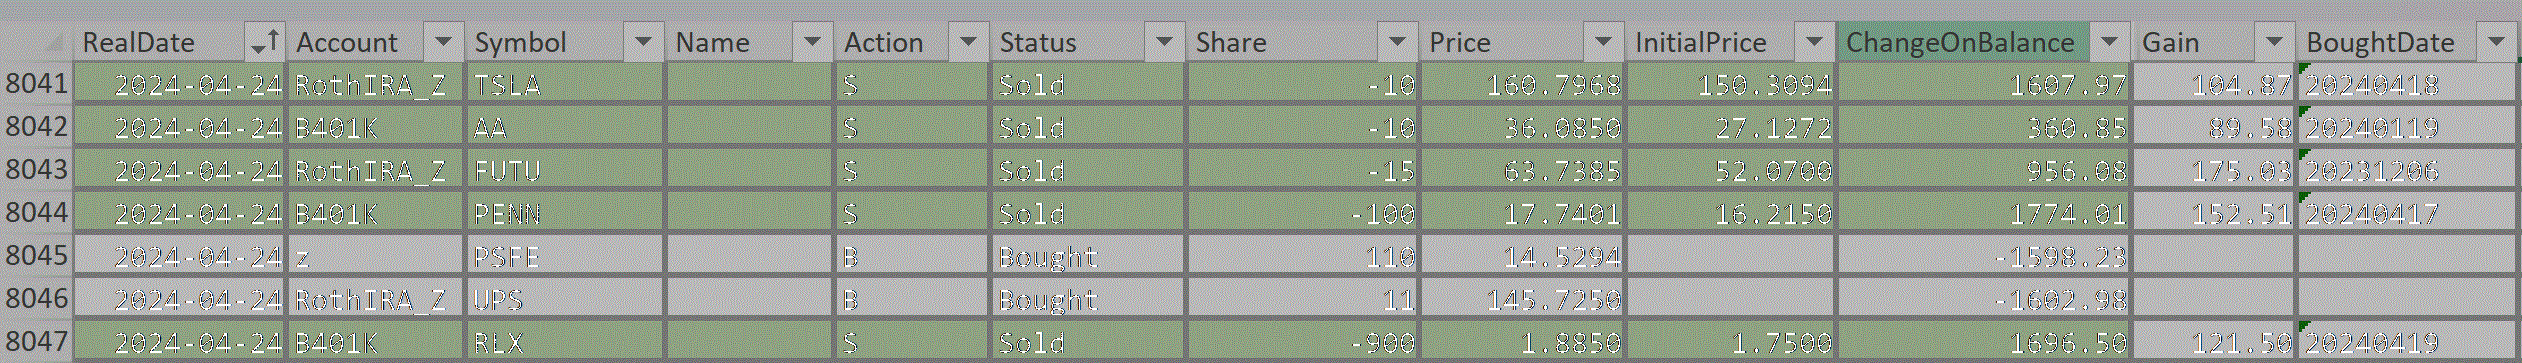 RealDate Account Symbol Name Action Status Share Price InitialPrice ChangeOnBalance Gain BoughtDate
8041 2024-04-24 RothIRA_Z TSLA S Sold -10 160.7968 150.3094 1607.97 104.87 20240418
8042 2024-04-24 B401K AA S Sold -10 36.0850 27.1272 360.85 89.58 20240119
8043 2024-04-24 RothIRA_Z FUTU S Sold -15 63.7385 52.0700 956.08 175.03 20231206
8044 2024-04-24 B401K PENN S Sold -100 17.7401 16.2150 1774.01 152.51 20240417
8045 2024-04-24 z PSFE B Bought 110 14.5294 -1598.23
8046 2024-04-24 RothIRA_Z UPS B Bought 11 145.7250 -1602.98
8047 2024-04-24 B401K RLX S Sold -900 1.8850 1.7500 1696.50 121.50 20240419